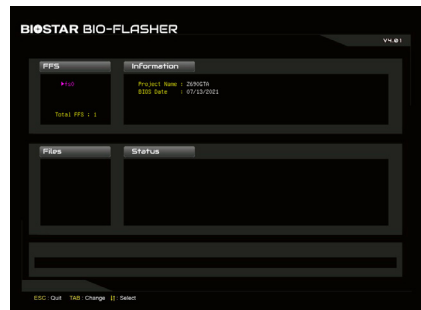 BIOSTAR BIO-FLASHER
V4.01
FFS
Information
fs0
Project Name : Z690GTA
BIOS Date : 07/13/2021
Total FFS : 1
Files
Status
ESC : Quit TAB : Change ↕ : Select